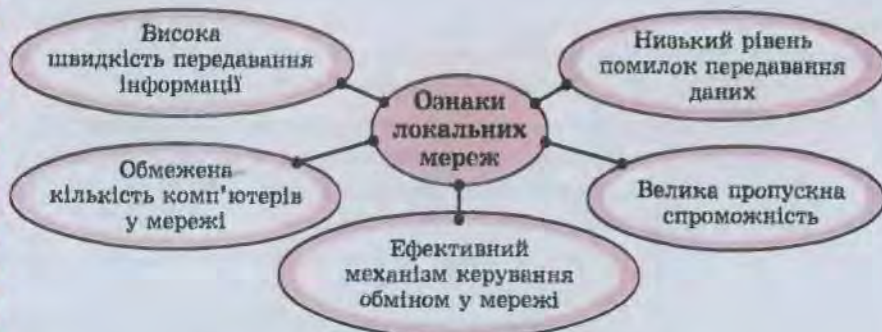 Висока
швидкість передавання
інформації
Низький рівень
помилок передавання
даних
Ознаки
локальних
мереж
Обмежена
кількість комп'ютерів
у мережі
Велика пропускна
спроможність
Ефективний
механізм керування
обміном у мережі